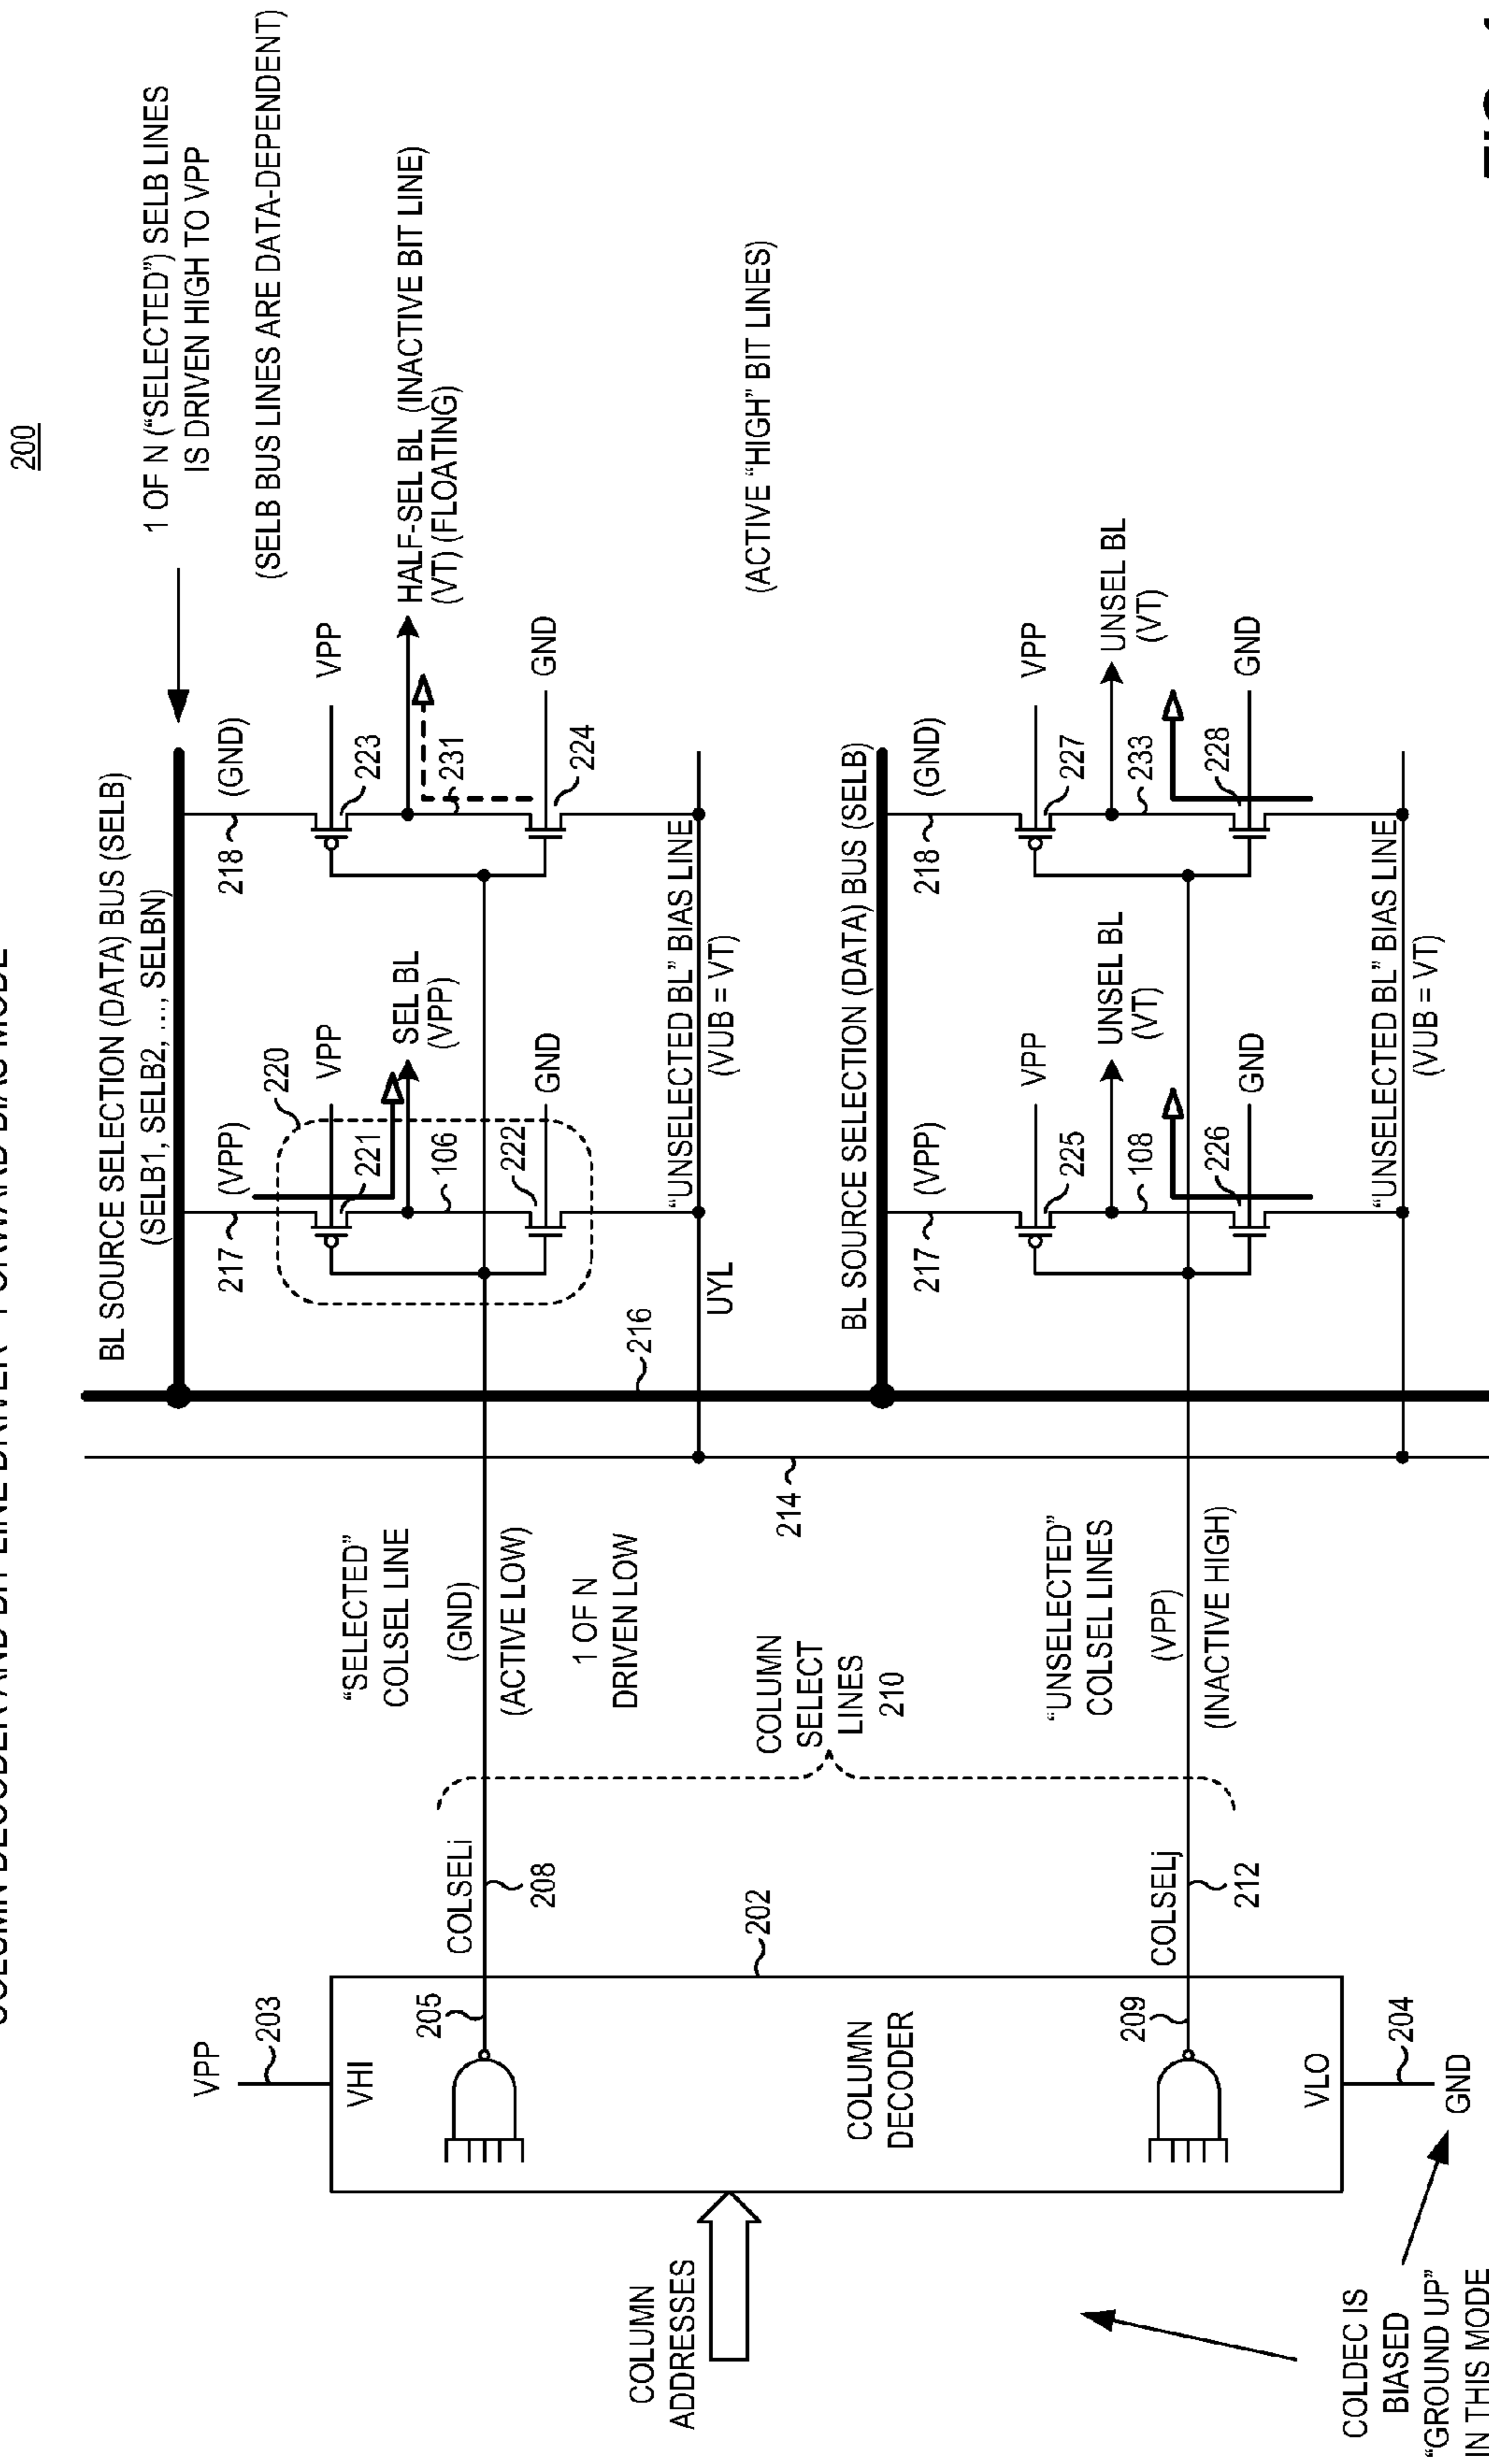 200
COLUMN DECODER AND BIT LINE DRIVER - FORWARD BIAS MODE
1 OF N (“SELECTED”) SELB LINES
IS DRIVEN HIGH TO VPP
(SELB BUS LINES ARE DATA-DEPENDENT)
BL SOURCE SELECTION (DATA) BUS (SELB)
(SELB1, SELB2, ..., SELBN)
217
(VPP)
220
VPP
221
SEL BL
(VPP)
106
222
GND
218
(GND)
VPP
223
HALF-SEL BL (INACTIVE BIT LINE)
(VT) (FLOATING)
231
224
GND
“UNSELECTED BL” BIAS LINE
(VUB = VT)
UYL
216
214
(ACTIVE “HIGH” BIT LINES)
BL SOURCE SELECTION (DATA) BUS (SELB)
217
(VPP)
VPP
225
UNSEL BL
(VT)
108
226
GND
218
(GND)
VPP
227
UNSEL BL
(VT)
233
228
GND
“UNSELECTED BL” BIAS LINE
(VUB = VT)
“SELECTED”
COLSEL LINE
(GND)
(ACTIVE LOW)
1 OF N
DRIVEN LOW
COLUMN
SELECT
LINES
210
“UNSELECTED”
COLSEL LINES
(VPP)
(INACTIVE HIGH)
COLSELi
208
COLSELj
212
VPP
203
VHI
205
202
COLUMN
DECODER
209
VLO
204
GND
COLUMN
ADDRESSES
COLDEC IS
BIASED
“GROUND UP”
IN THIS MODE